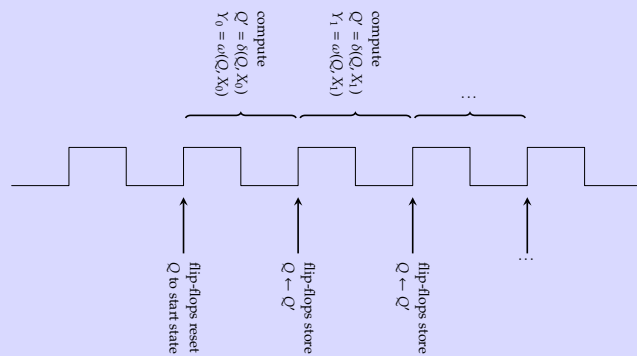 compute
Q′ = δ(Q, X₀)
Y₀ = ω(Q, X₀)
compute
Q′ = δ(Q, X₁)
Y₁ = ω(Q, X₁)
...
flip-flops reset
Q to start state
flip-flops store
Q ← Q′
flip-flops store
Q ← Q′
...